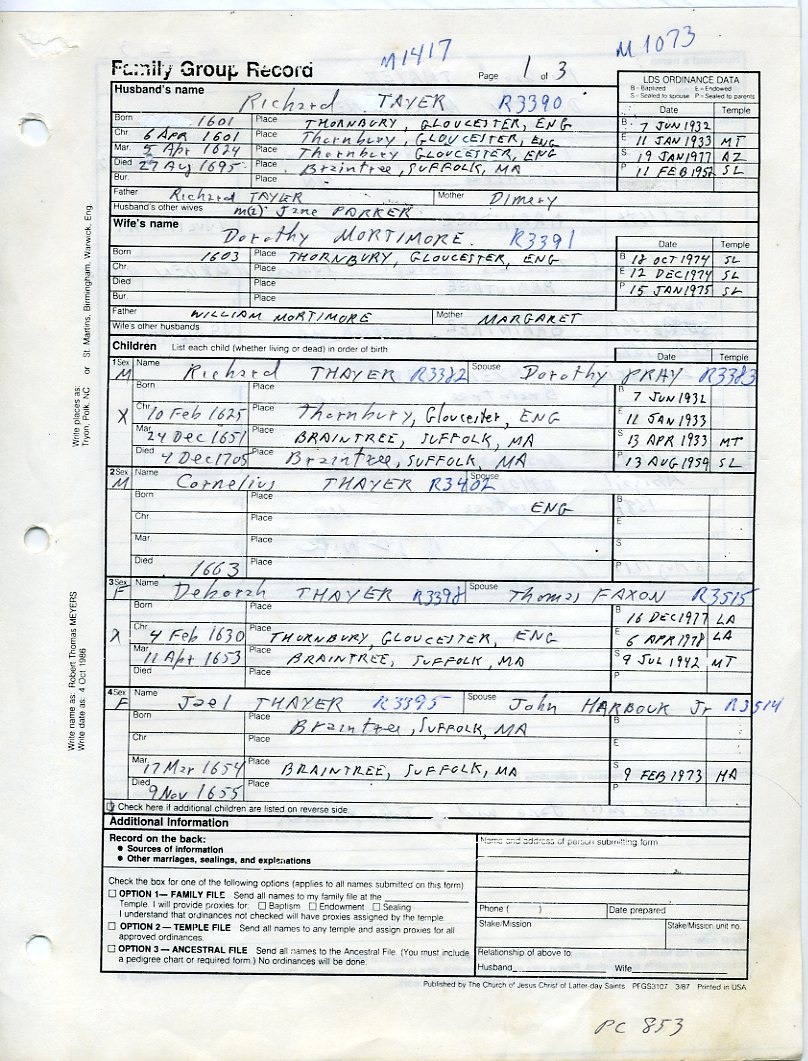 M1417
M1073
Family Group Record
Page 1 of 3
LDS ORDINANCE DATA
B - Baptized E = Endowed
S - Sealed to spouse P = Sealed to parents
Husband's name
Richard TAYER R3390
Date Temple
Born 1601 Place THORNBURY, GLOUCESTER, ENG B 7 JUN 1932
Chr. 6 Apr 1601 Place Thornbury, GLOUCESTER, ENG E 11 JAN 1933 MT
Mar. 5 Apr 1624 Place Thornbury GLOUCESTER, ENG S 19 JAN 1977 AZ
Died 27 Aug 1695 Place Braintree, SUFFOLK, MA P 11 FEB 1952 SL
Bur. Place
Father Richard TAYER Mother Dimery
Husband's other wives m(2) Jane PARKER
Wife's name
Dorothy MORTIMORE R3391
Date Temple
Born 1603 Place THORNBURY, GLOUCESTER, ENG B 18 OCT 1974 SL
Chr. Place E 12 DEC 1974 SL
Died Place P 15 JAN 1975 SL
Bur. Place
Father WILLIAM MORTIMORE Mother MARGARET
Wife's other husbands
Children List each child (whether living or dead) in order of birth
Date Temple
1 Sex M Name Richard THAYER R3382 Spouse Dorothy PRAY R3383
Born Place B 7 JUN 1932
X Chr. 10 Feb 1625 Place Thornbury, Gloucester, ENG E 11 JAN 1933
Mar. 24 Dec 1651 Place BRAINTREE, SUFFOLK, MA S 13 APR 1933 MT
Died 4 Dec 1705 Place Braintree, SUFFOLK, MA P 13 AUG 1959 SL
2 Sex M Name Cornelius THAYER R3402 Spouse
Born Place ENG B
Chr. Place E
Mar. Place S
Died 1663 Place P
3 Sex F Name Deborah THAYER R3398 Spouse Thomas FAXON R3515
Born Place B 16 DEC 1977 LA
X Chr. 4 Feb 1630 Place THORNBURY, GLOUCESTER, ENG E 6 APR 1978 LA
Mar. 11 Apr 1653 Place BRAINTREE, SUFFOLK, MA S 9 JUL 1942 MT
Died Place P
4 Sex F Name Jael THAYER R3395 Spouse John HARBOUR Jr R3514
Born Place Braintree, SUFFOLK, MA B
Chr. Place E
Mar. 17 Mar 1654 Place BRAINTREE, SUFFOLK, MA S 9 FEB 1973 HA
Died 9 Nov 1655 Place P
Check here if additional children are listed on reverse side.
Additional Information
Record on the back:
• Sources of information
• Other marriages, sealings, and explanations
Name and address of person submitting form
Check the box for one of the following options (applies to all names submitted on this form)
OPTION 1— FAMILY FILE Send all names to my family file at the
Temple. I will provide proxies for: Baptism Endowment Sealing
I understand that ordinances not checked will have proxies assigned by the temple.
OPTION 2 – TEMPLE FILE Send all names to any temple and assign proxies for all
approved ordinances.
OPTION 3 – ANCESTRAL FILE Send all names to the Ancestral File. (You must include
a pedigree chart or required form.) No ordinances will be done.
Phone ( ) Date prepared
Stake/Mission Stake/Mission unit no.
Relationship of above to:
Husband Wife
Published by The Church of Jesus Christ of Latter-day Saints PFGS3107 3/87 Printed in USA
PC 853
Write places as: Tryon, Polk, NC or St. Martins, Birmingham, Warwick, Eng.
Write name as: Robert Thomas MEYERS
Write date as: 4 Oct 1986